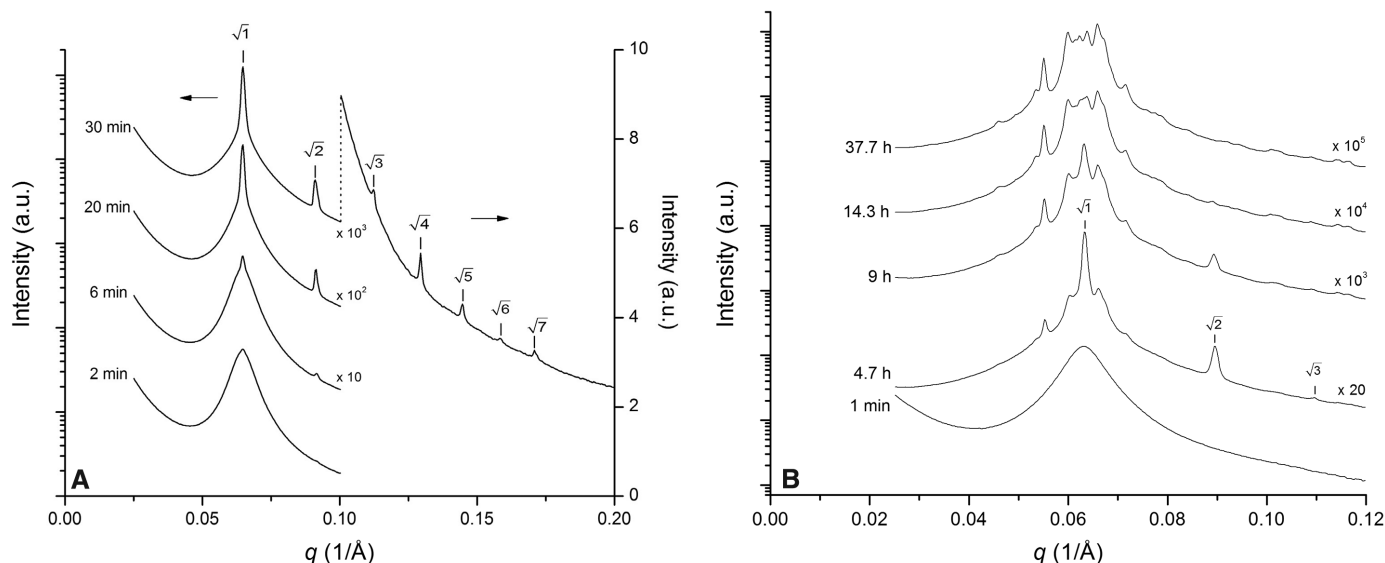 √1
30 min
√2
20 min
x 10³
6 min
x 10²
2 min
x 10
A
Intensity (a.u.)
0.00
0.05
0.10
0.15
0.20
q (1/Å)
10
8
6
4
2
0
Intensity
(a.u.)
√3
√4
√5
√6
√7
37.7 h
x 10⁵
14.3 h
x 10⁴
√1
9 h
x 10³
√2
4.7 h
√3
x 20
1 min
B
Intensity (a.u.)
0.00
0.02
0.04
0.06
0.08
0.10
0.12
q (1/Å)